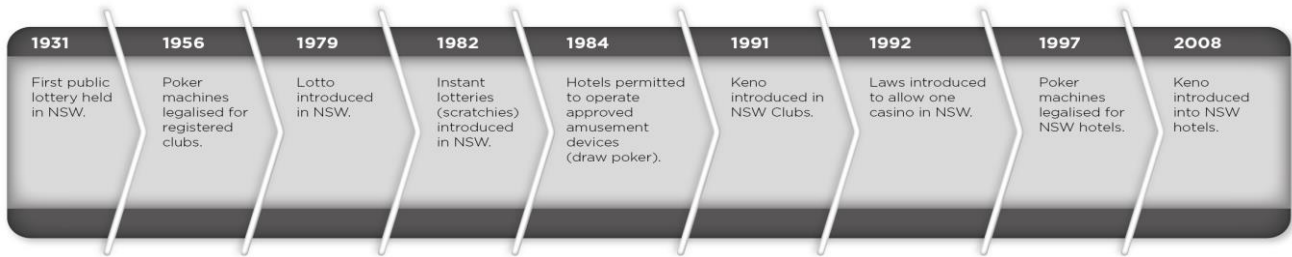 1931
First public
lottery held
in NSW.
1956
Poker
machines
legalised for
registered
clubs.
1979
Lotto
introduced
in NSW.
1982
Instant
lotteries
(scratchies)
introduced
in NSW.
1984
Hotels permitted
to operate
approved
amusement
devices
(draw poker).
1991
Keno
introduced in
NSW Clubs.
1992
Laws introduced
to allow one
casino in NSW.
1997
Poker
machines
legalised for
NSW hotels.
2008
Keno
introduced
into NSW
hotels.